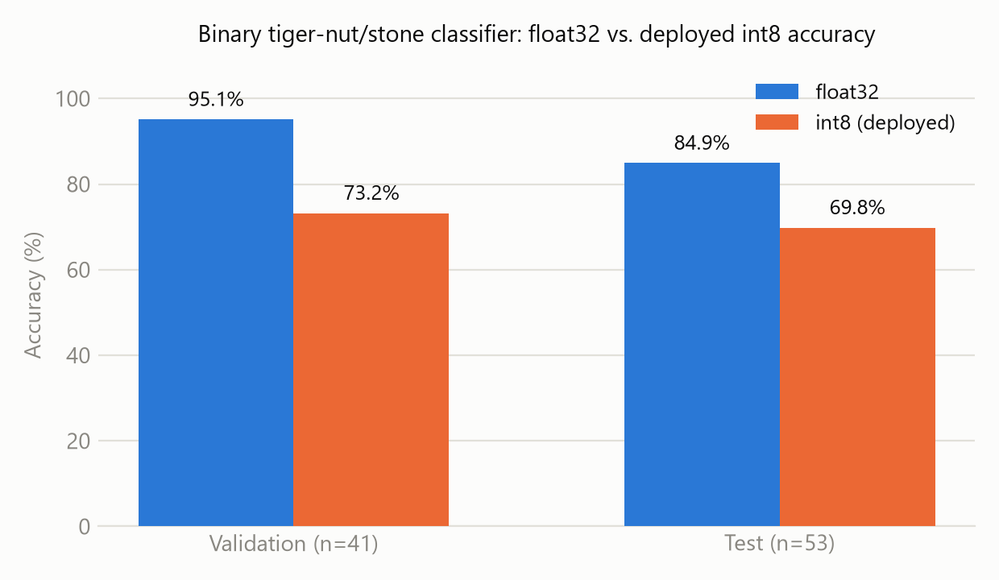 Binary tiger-nut/stone classifier: float32 vs. deployed int8 accuracy
float32
int8 (deployed)
Accuracy (%)
100
80
60
40
20
0
95.1%
73.2%
84.9%
69.8%
Validation (n=41)
Test (n=53)